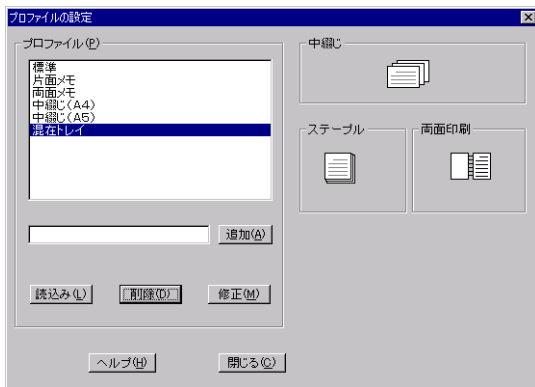 プロファイルの設定
プロファイル(P)
標準
片面メモ
両面メモ
中綴じ(A4)
中綴じ(A5)
混在トレイ
追加(A)
読込み(L)
削除(D)
修正(M)
ヘルプ(H)
閉じる(C)
中綴じ
ステープル
両面印刷